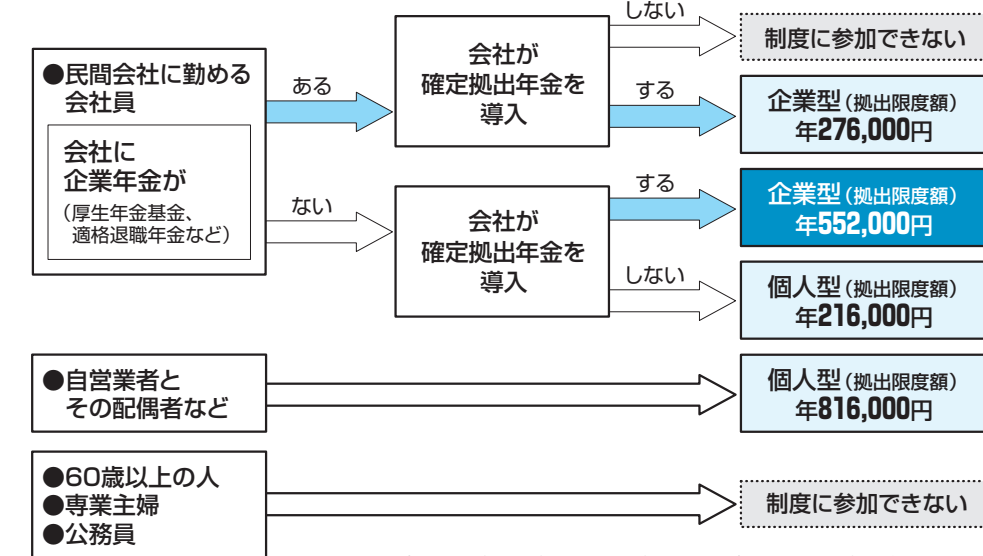 ●民間会社に勤める
会社員
会社に
企業年金が
(厚生年金基金、
適格退職年金など)
ある
ない
会社が
確定拠出年金を
導入
しない
する
制度に参加できない
企業型(拠出限度額)
年276,000円
会社が
確定拠出年金を
導入
する
しない
企業型(拠出限度額)
年552,000円
個人型(拠出限度額)
年216,000円
●自営業者と
その配偶者など
個人型(拠出限度額)
年816,000円
●60歳以上の人
●専業主婦
●公務員
制度に参加できない